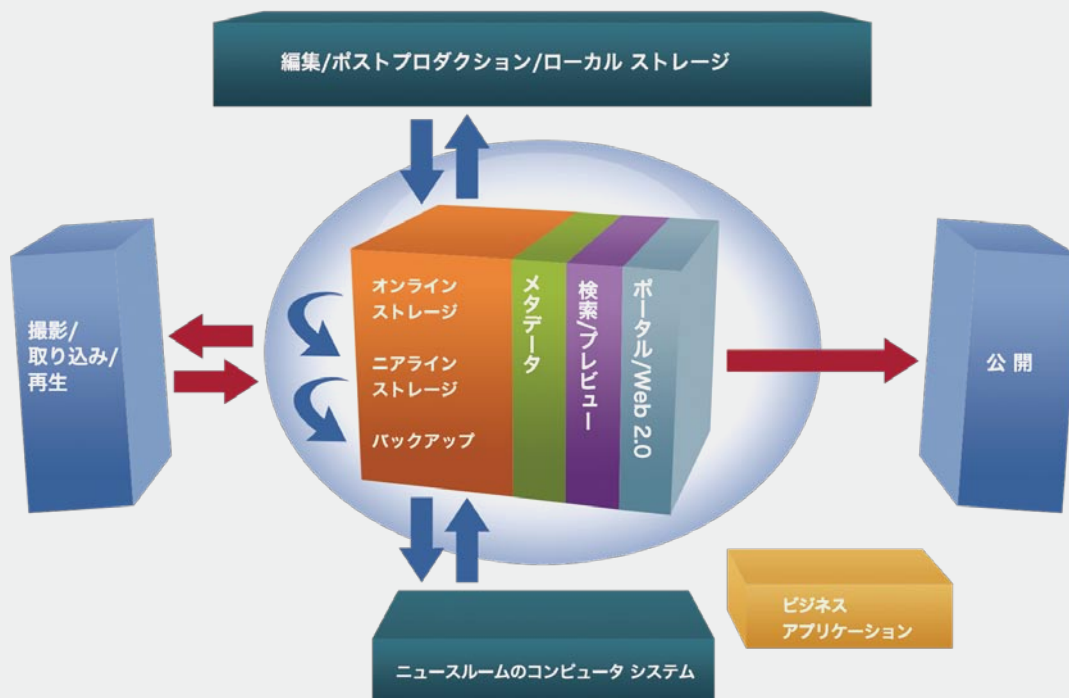 編集/ポストプロダクション/ローカル ストレージ
撮影/
取り込み/
再生
オンライン
ストレージ
ニアライン
ストレージ
バックアップ
メタデータ
検索/プレビュー
ポータル/Web 2.0
公 開
ビジネス
アプリケーション
ニュースルームのコンピュータ システム